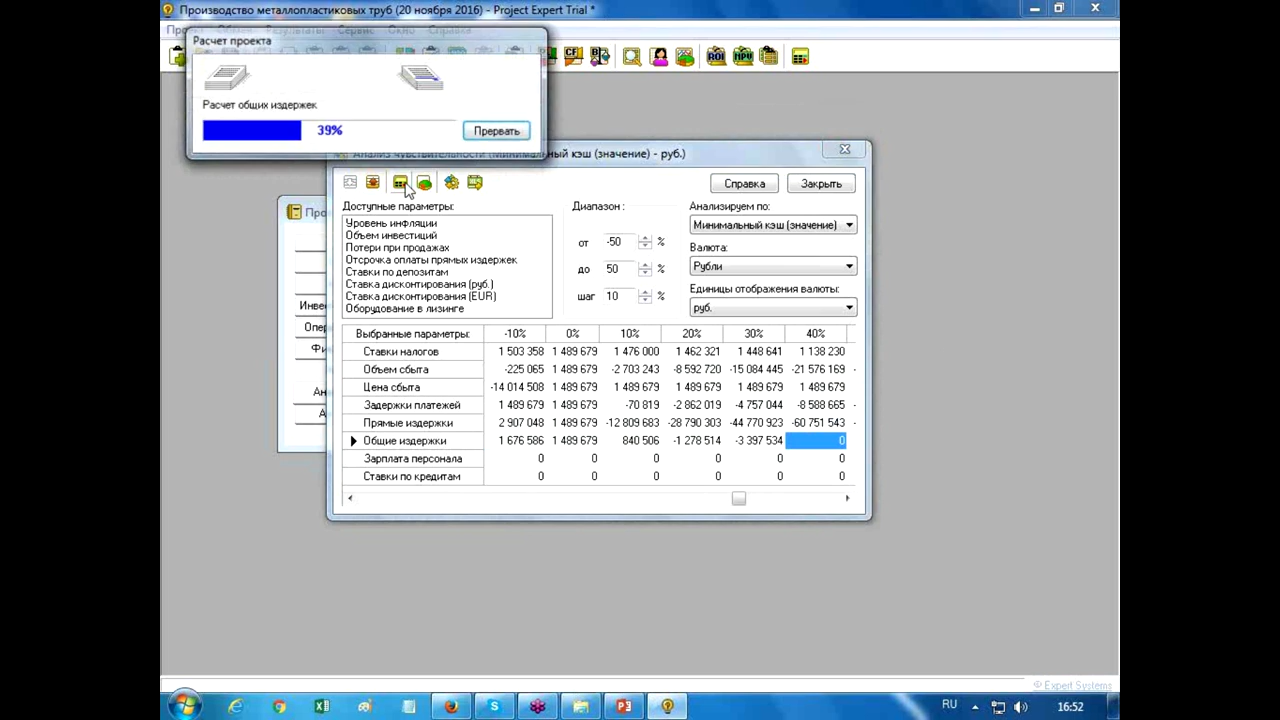 Производство металлопластиковых труб (20 ноября 2016) - Project Expert Trial *
Расчет проекта
Расчет общих издержек
39%
Прервать
Анализ чувствительности (Минимальный кэш (значение) - руб.)
Справка
Закрыть
Доступные параметры:
Уровень инфляции
Объем инвестиций
Потери при продажах
Отсрочка оплаты прямых издержек
Ставки по депозитам
Ставка дисконтирования (руб.)
Ставка дисконтирования (EUR)
Оборудование в лизинге
Диапазон :
от -50 %
до 50 %
шаг 10 %
Анализируем по:
Минимальный кэш (значение)
Валюта:
Рубли
Единицы отображения валюты:
руб.
Выбранные параметры: -10% 0% 10% 20% 30% 40%
Ставки налогов 1 503 358 1 489 679 1 476 000 1 462 321 1 448 641 1 138 230
Объем сбыта -225 065 1 489 679 -2 703 243 -8 592 720 -15 084 445 -21 576 169
Цена сбыта -14 014 508 1 489 679 1 489 679 1 489 679 1 489 679 1 489 679
Задержки платежей 1 489 679 1 489 679 -70 819 -2 862 019 -4 757 044 -8 588 665
Прямые издержки 2 907 048 1 489 679 -12 809 683 -28 790 303 -44 770 923 -60 751 543
Общие издержки 1 676 586 1 489 679 840 506 -1 278 514 -3 397 534 0
Зарплата персонала 0 0 0 0 0 0
Ставки по кредитам 0 0 0 0 0 0
Про
Инвес
Опер
Фи
Ан
А
ROI
NPV
CF
© Expert Systems
RU
16:52